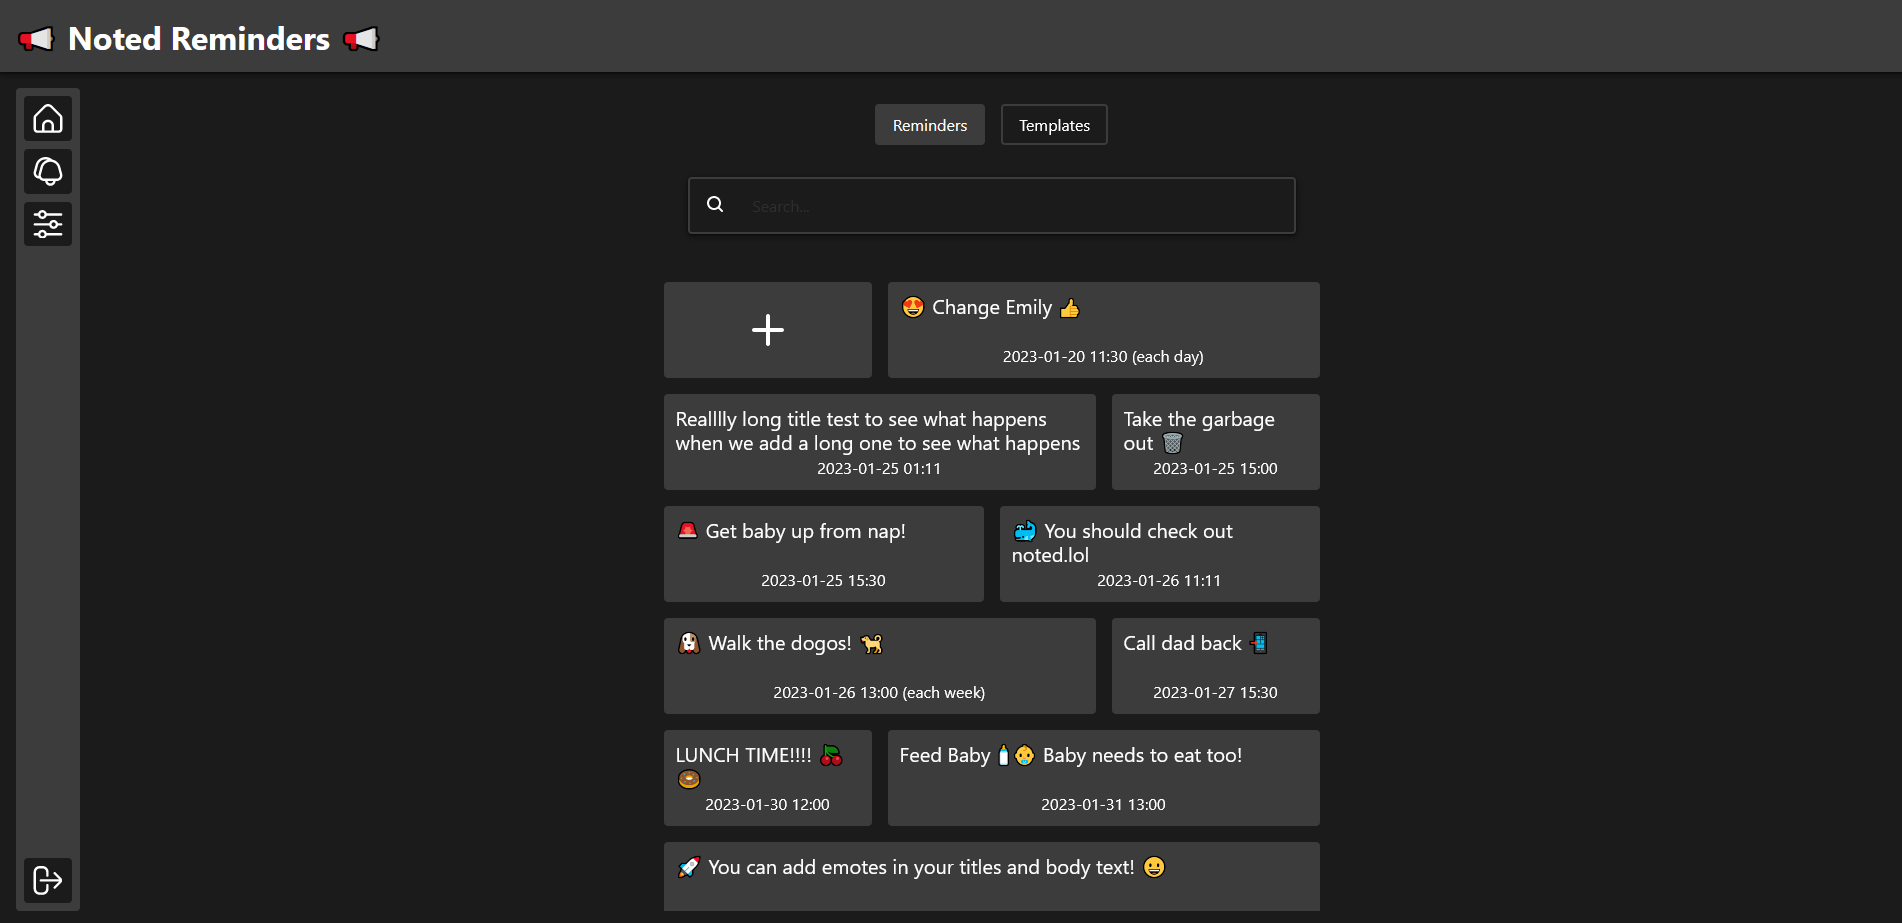 📢 Noted Reminders 📢
Reminders
Templates
Search...
😍 Change Emily 👍
2023-01-20 11:30 (each day)
Realllly long title test to see what happens
when we add a long one to see what happens
2023-01-25 01:11
Take the garbage
out 🗑️
2023-01-25 15:00
🚨 Get baby up from nap!
2023-01-25 15:30
🐳 You should check out
noted.lol
2023-01-26 11:11
🐶 Walk the dogos! 🐕
2023-01-26 13:00 (each week)
Call dad back 📲
2023-01-27 15:30
LUNCH TIME!!!! 🍒
🍩
2023-01-30 12:00
Feed Baby 🍼👶 Baby needs to eat too!
2023-01-31 13:00
🚀 You can add emotes in your titles and body text! 😀